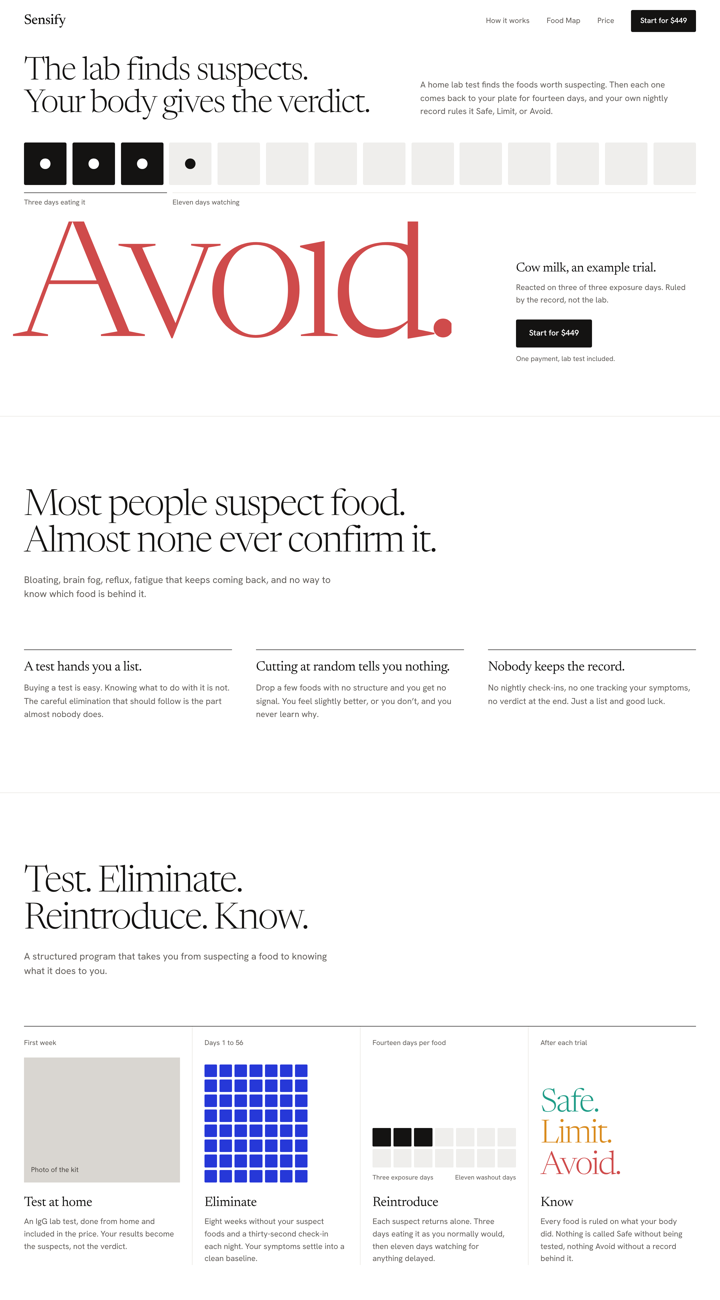 Sensify
How it works
Food Map
Price
Start for $449
The lab finds suspects.
Your body gives the verdict.
A home lab test finds the foods worth suspecting. Then each one
comes back to your plate for fourteen days, and your own nightly
record rules it Safe, Limit, or Avoid.
Three days eating it
Eleven days watching
Avoid.
Cow milk, an example trial.
Reacted on three of three exposure days. Ruled
by the record, not the lab.
Start for $449
One payment, lab test included.
Most people suspect food.
Almost none ever confirm it.
Bloating, brain fog, reflux, fatigue that keeps coming back, and no way to
know which food is behind it.
A test hands you a list.
Buying a test is easy. Knowing what to do with it is not.
The careful elimination that should follow is the part
almost nobody does.
Cutting at random tells you nothing.
Drop a few foods with no structure and you get no
signal. You feel slightly better, or you don't, and you
never learn why.
Nobody keeps the record.
No nightly check-ins, no one tracking your symptoms,
no verdict at the end. Just a list and good luck.
Test. Eliminate.
Reintroduce. Know.
A structured program that takes you from suspecting a food to knowing
what it does to you.
First week
Photo of the kit
Test at home
An IgG lab test, done from home and
included in the price. Your results become
the suspects, not the verdict.
Days 1 to 56
Eliminate
Eight weeks without your suspect
foods and a thirty-second check-in
each night. Your symptoms settle into a
clean baseline.
Fourteen days per food
Three exposure days
Eleven washout days
Reintroduce
Each suspect returns alone. Three
days eating it as you normally would,
then eleven days watching for
anything delayed.
After each trial
Safe.
Limit.
Avoid.
Know
Every food is ruled on what your body
did. Nothing is called Safe without being
tested, nothing Avoid without a record
behind it.